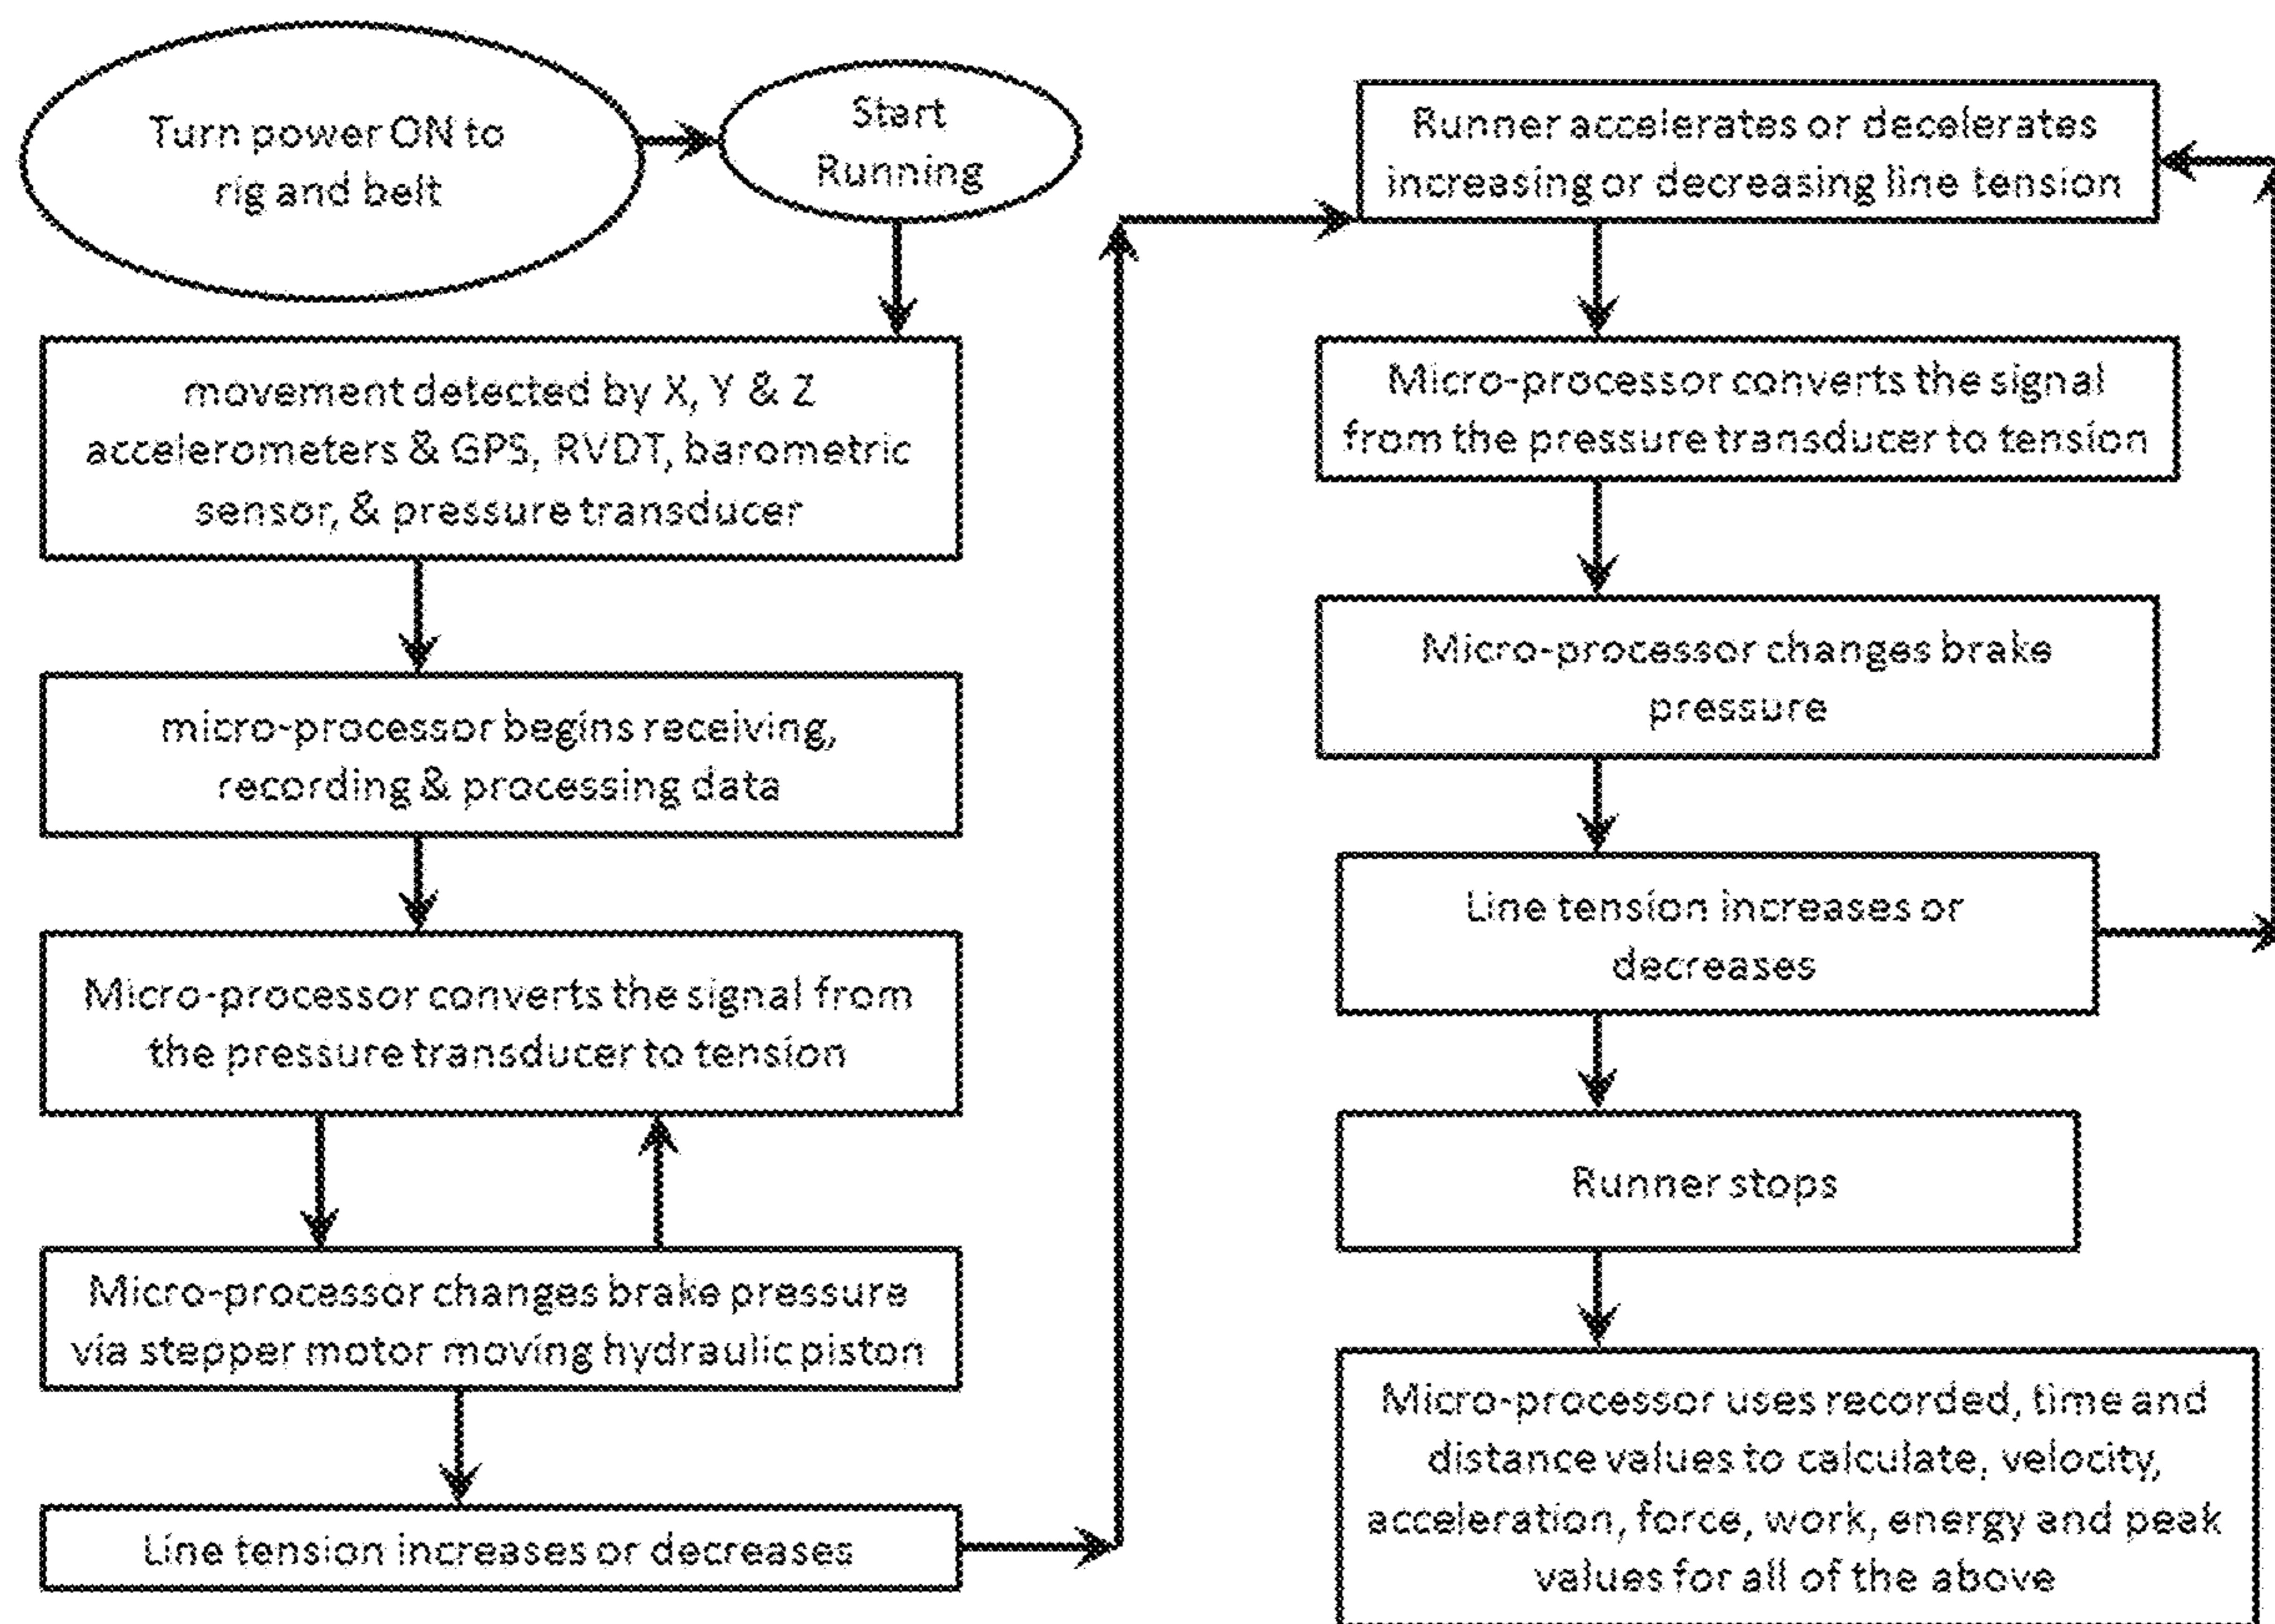 Turn power ON to
rig and belt
Start
Running
movement detected by X, Y & Z
accelerometers & GPS, RVDT, barometric
sensor, & pressure transducer
micro-processor begins receiving,
recording & processing data
Micro-processor converts the signal from
the pressure transducer to tension
Micro-processor changes brake pressure
via stepper motor moving hydraulic piston
Line tension increases or decreases
Runner accelerates or decelerates
increasing or decreasing line tension
Micro-processor converts the signal
from the pressure transducer to tension
Micro-processor changes brake
pressure
Line tension increases or
decreases
Runner stops
Micro-processor uses recorded, time and
distance values to calculate, velocity,
acceleration, force, work, energy and peak
values for all of the above